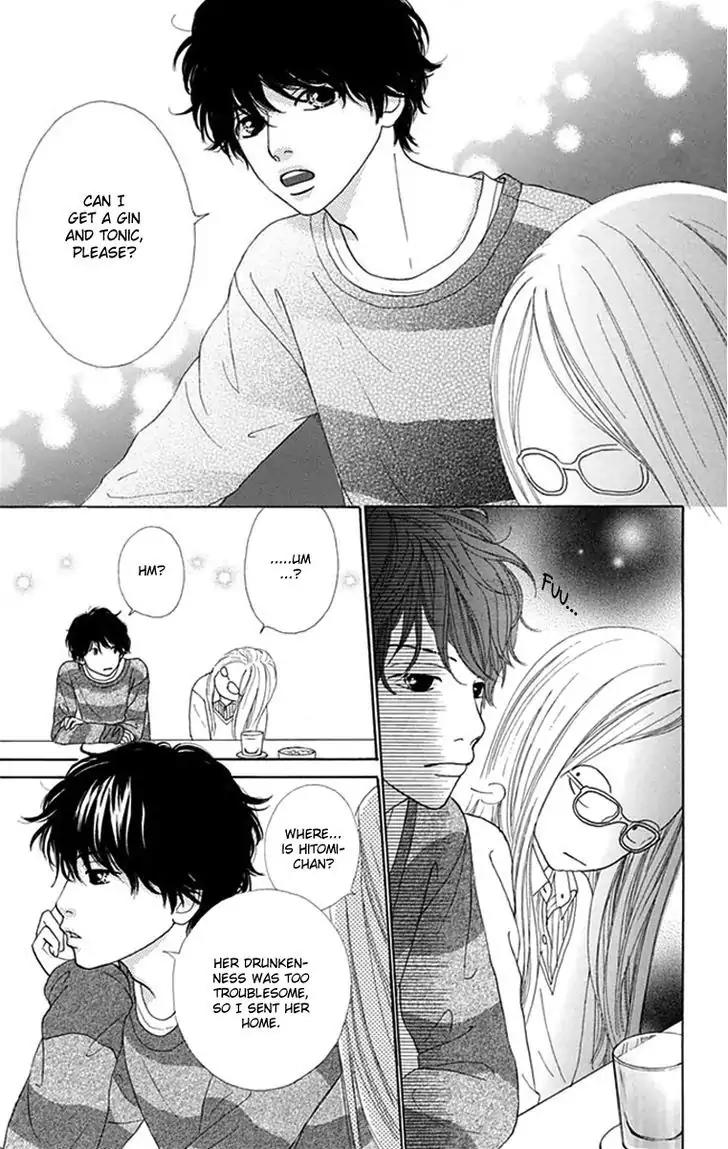 CAN I
GET A GIN
AND TONIC,
PLEASE?
FUU...
.....UM
...?
HM?
WHERE...
IS HITOMI-
CHAN?
HER DRUNKEN-
NESS WAS TOO
TROUBLESOME,
SO I SENT HER
HOME.